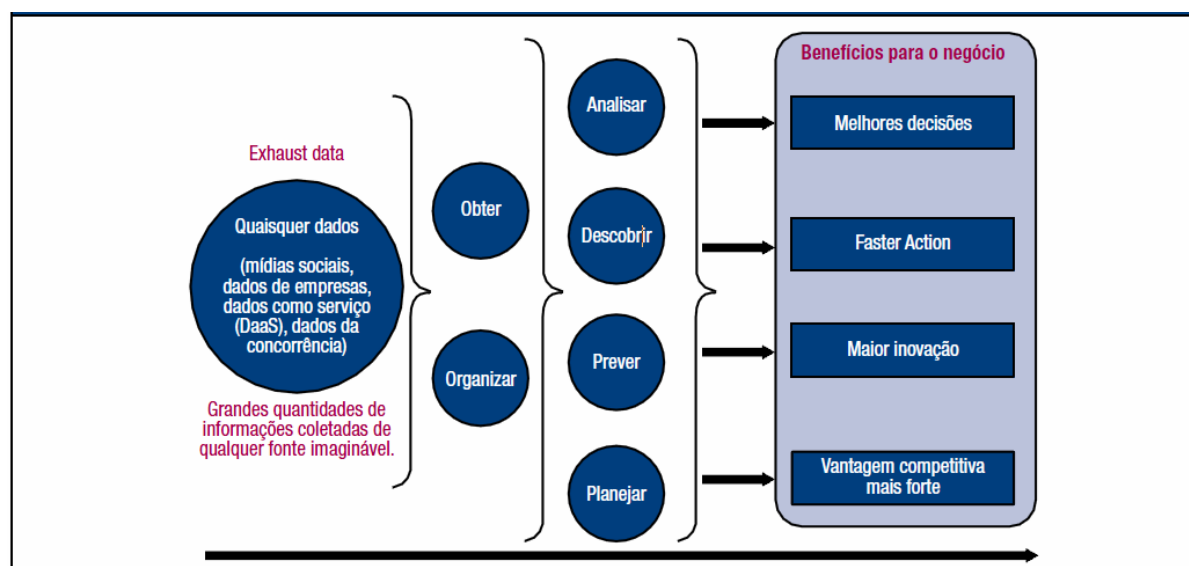 Exhaust data
Quaisquer dados
(mídias sociais,
dados de empresas,
dados como serviço
(DaaS), dados da
concorrência)
Grandes quantidades de
informações coletadas de
qualquer fonte imaginável.
Obter
Organizar
Analisar
Descobrir
Prever
Planejar
Benefícios para o negócio
Melhores decisões
Faster Action
Maior inovação
Vantagem competitiva
mais forte